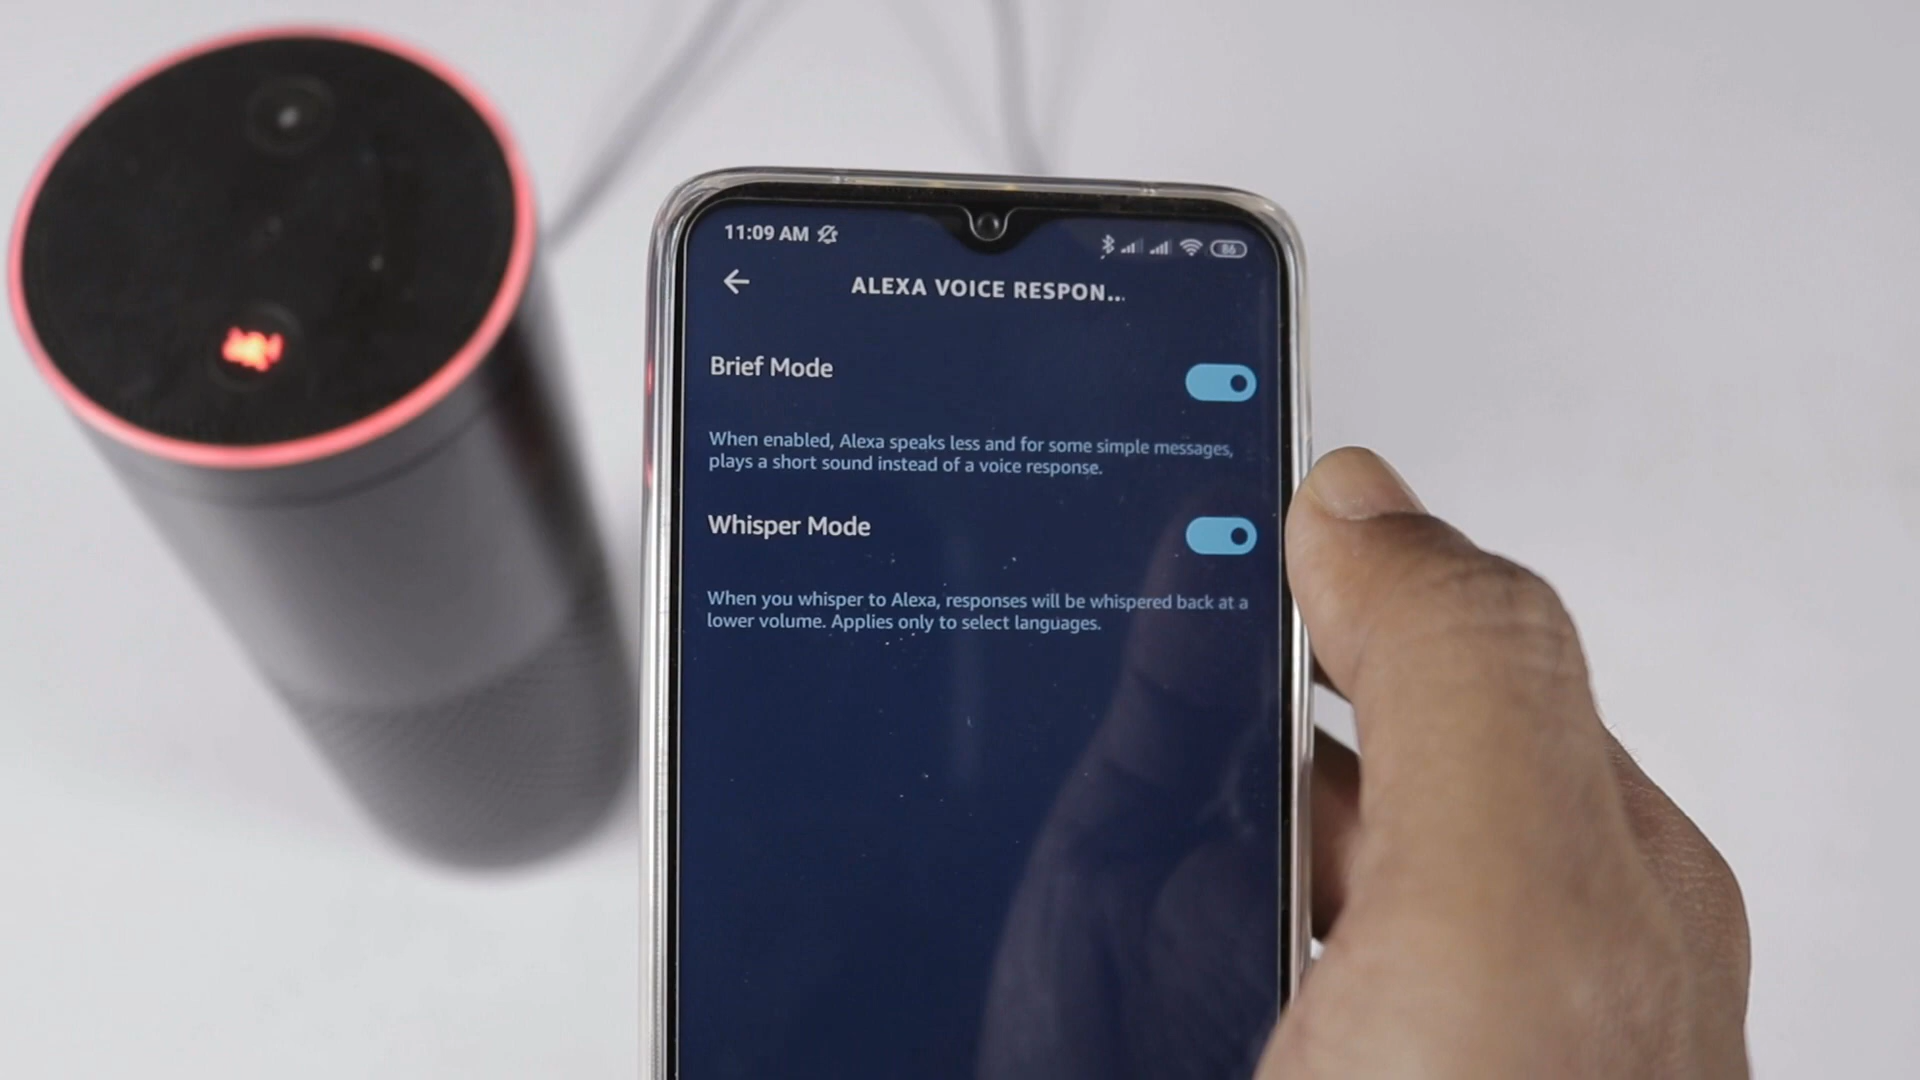 11:09 AM
86
ALEXA VOICE RESPON...
Brief Mode
When enabled, Alexa speaks less and for some simple messages,
plays a short sound instead of a voice response.
Whisper Mode
When you whisper to Alexa, responses will be whispered back at a
lower volume. Applies only to select languages.